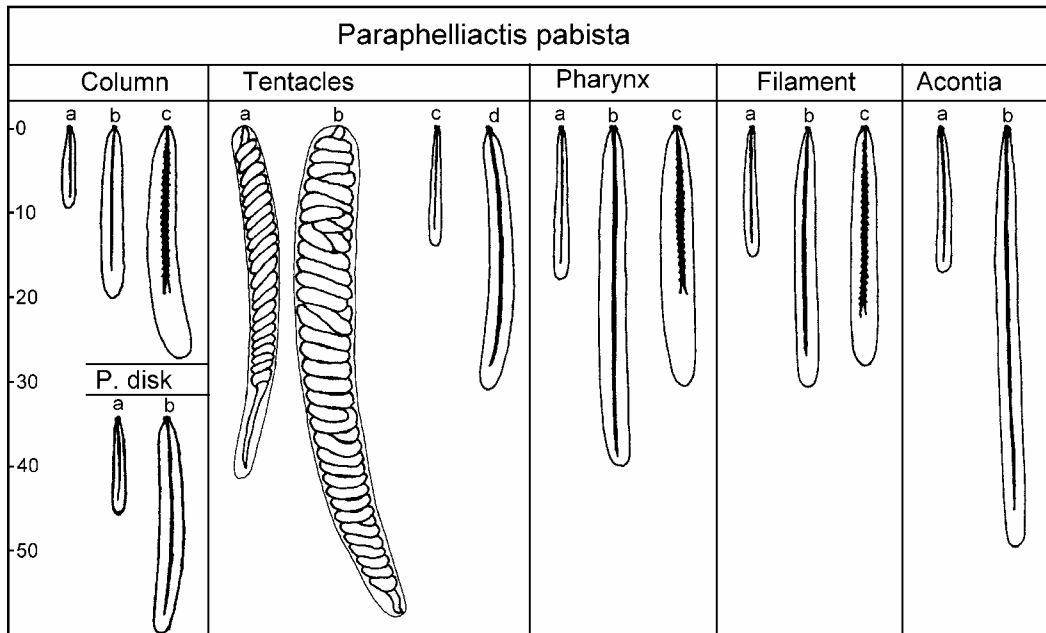 Paraphelliactis pabista
Column Tentacles Pharynx Filament Acontia
a b c a b c d a b c a b c a b
-0
-10
-20
-30
P. disk
a b
-40
-50